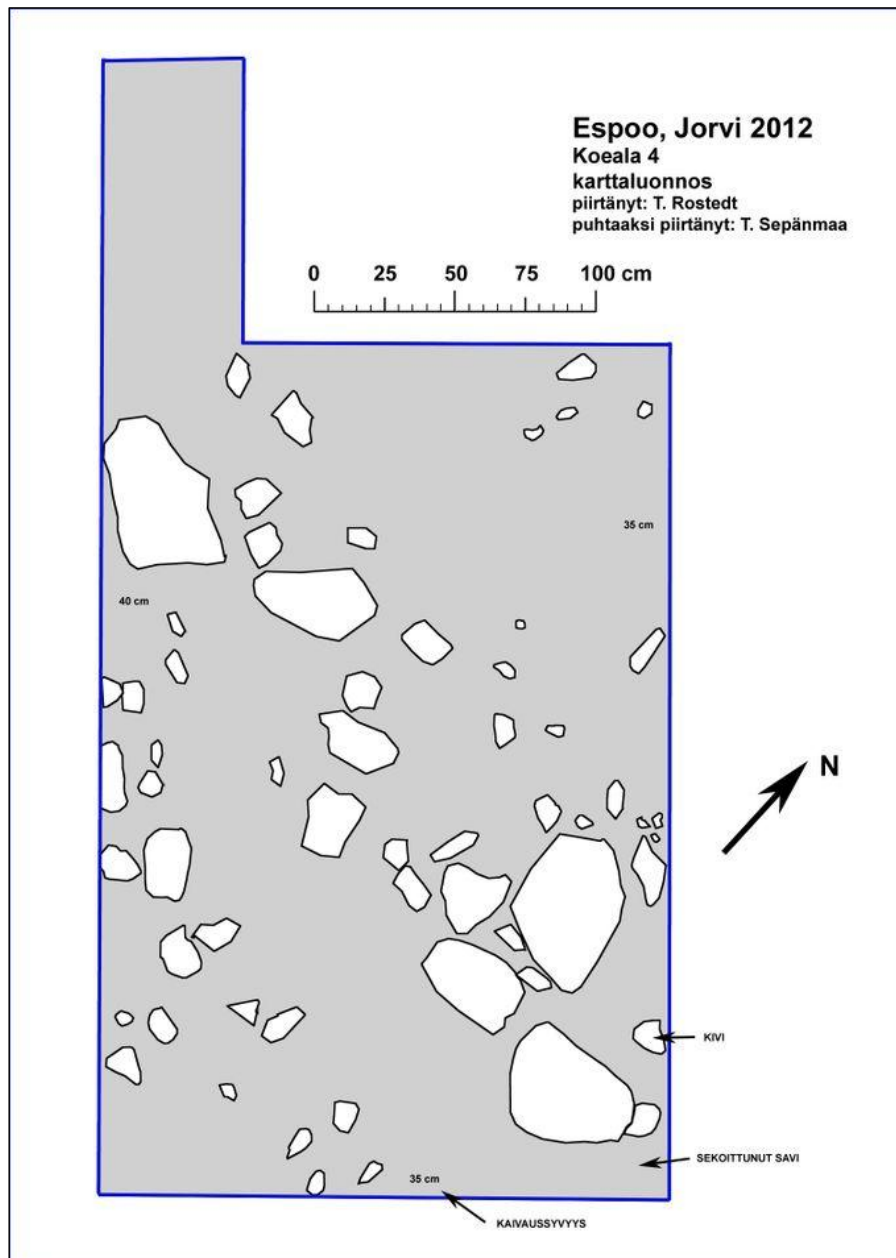 Espoo, Jorvi 2012
Koeala 4
karttaluonnos
piirtänyt: T. Rostedt
puhtaaksi piirtänyt: T. Sepänmaa
0 25 50 75 100 cm
35 cm
40 cm
N
KIVI
SEKOITTUNUT SAVI
35 cm
KAIVAUSSYVYYS